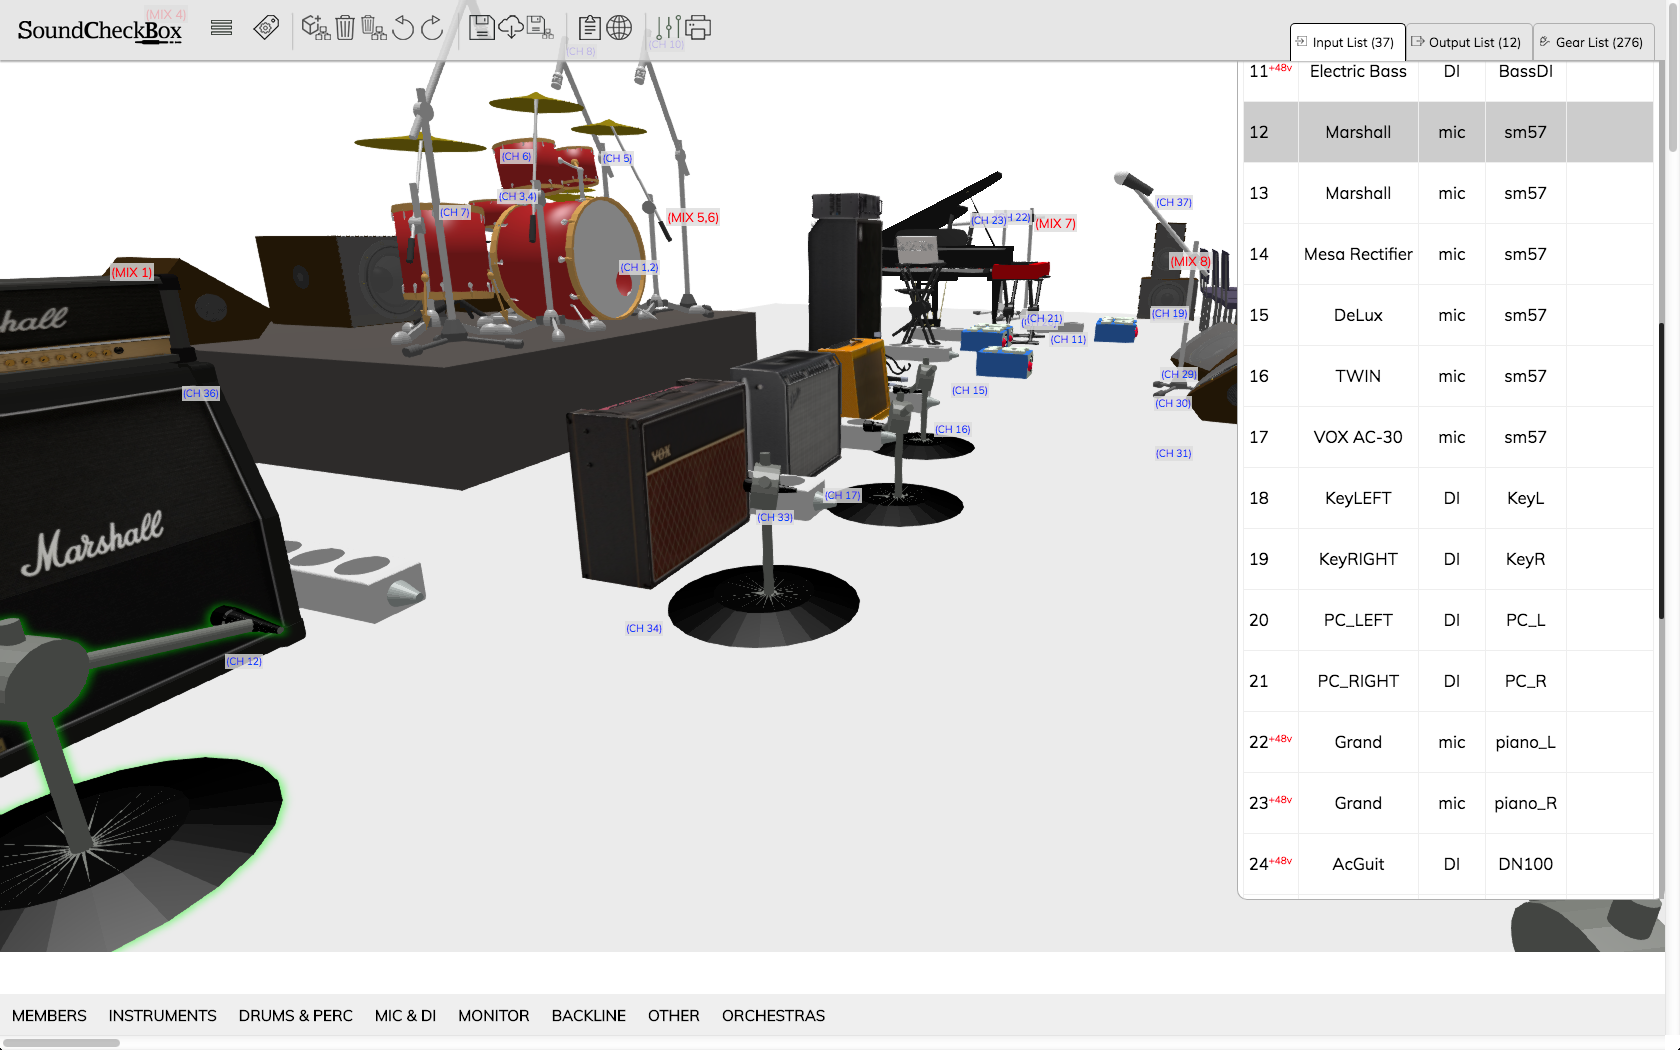 (MIX 4)
SoundCheckBox
(CH 8)
(CH 10)
Input List (37)
Output List (12)
Gear List (276)
(CH 6)
(CH 5)
(CH 3,4)
(CH 7)
(MIX 5,6)
(CH 1,2)
(MIX 1)
(CH 37)
(CH 23)
22)
(MIX 7)
(MIX 8)
(CH 19)
(CH 21)
(CH 11)
(CH 29)
(CH 30)
(CH 15)
(CH 16)
(CH 31)
(CH 36)
(CH 17)
(CH 33)
(CH 34)
(CH 12)
hall
Marshall
VOX
11 +48v Electric Bass DI BassDI
12 Marshall mic sm57
13 Marshall mic sm57
14 Mesa Rectifier mic sm57
15 DeLux mic sm57
16 TWIN mic sm57
17 VOX AC-30 mic sm57
18 KeyLEFT DI KeyL
19 KeyRIGHT DI KeyR
20 PC_LEFT DI PC_L
21 PC_RIGHT DI PC_R
22 +48v Grand mic piano_L
23 +48v Grand mic piano_R
24 +48v AcGuit DI DN100
MEMBERS INSTRUMENTS DRUMS & PERC MIC & DI MONITOR BACKLINE OTHER ORCHESTRAS